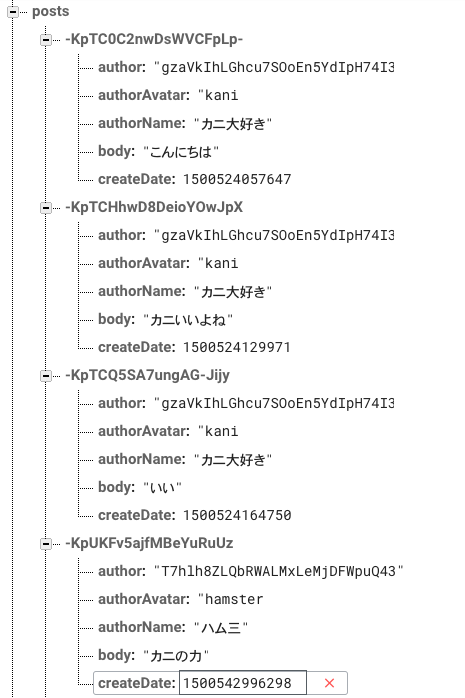 posts
-KpTC0C2nwDsWVCFpLp-
author: "gzaVkIhLGhcu7SOoEn5YdIpH74I3
authorAvatar: "kani
authorName: "カニ大好き"
body: "こんにちは"
createDate: 1500524057647
-KpTCHhwD8DeioYOwJpX
author: "gzaVkIhLGhcu7SOoEn5YdIpH74I3
authorAvatar: "kani
authorName: "カニ大好き"
body: "カニいいよね"
createDate: 1500524129971
-KpTCQ5SA7ungAG-Jijy
author: "gzaVkIhLGhcu7SOoEn5YdIpH74I3
authorAvatar: "kani
authorName: "カニ大好き"
body: "いい"
createDate: 1500524164750
-KpUKFv5ajfMBeYuRuUz
author: "T7hlh8ZLQbRWALMxLeMjDFWpuQ43"
authorAvatar: "hamster
authorName: "ハム三"
body: "カニの力"
createDate: 1500542996298